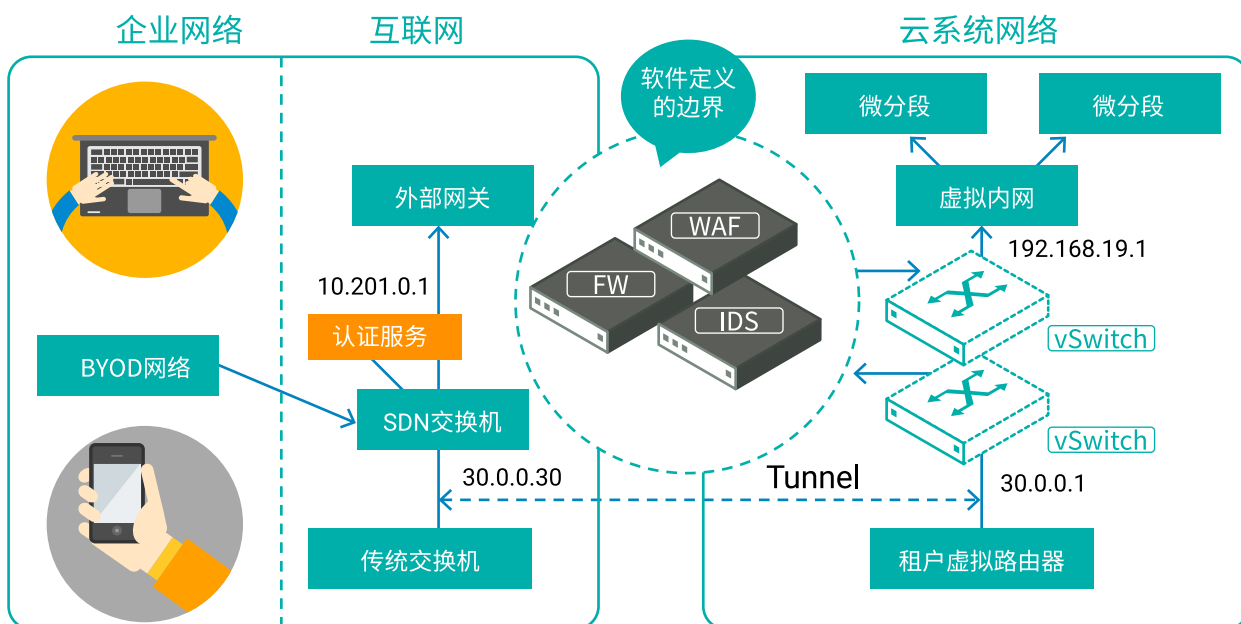 企业网络
互联网
云系统网络
软件定义
的边界
微分段
微分段
外部网关
虚拟内网
WAF
10.201.0.1
FW
IDS
192.168.19.1
认证服务
BYOD网络
vSwitch
SDN交换机
vSwitch
30.0.0.30
Tunnel
30.0.0.1
传统交换机
租户虚拟路由器